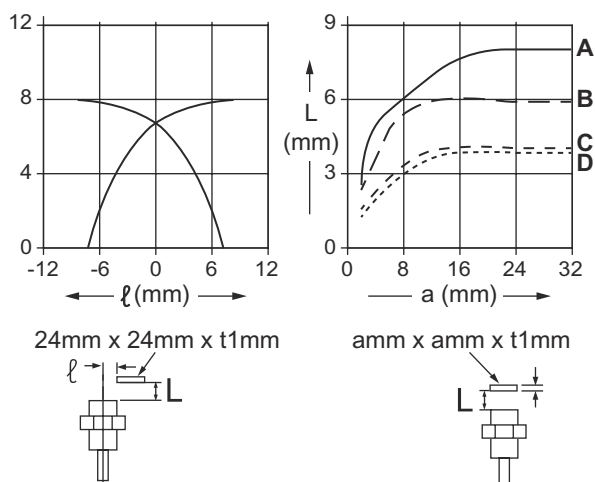 12
8
4
0
-12 -6 0 6 12
ℓ (mm)
9
6
3
0
L
(mm)
A
B
C
D
0 8 16 24 32
a (mm)
24mm x 24mm x t1mm
ℓ
L
amm x amm x t1mm
L